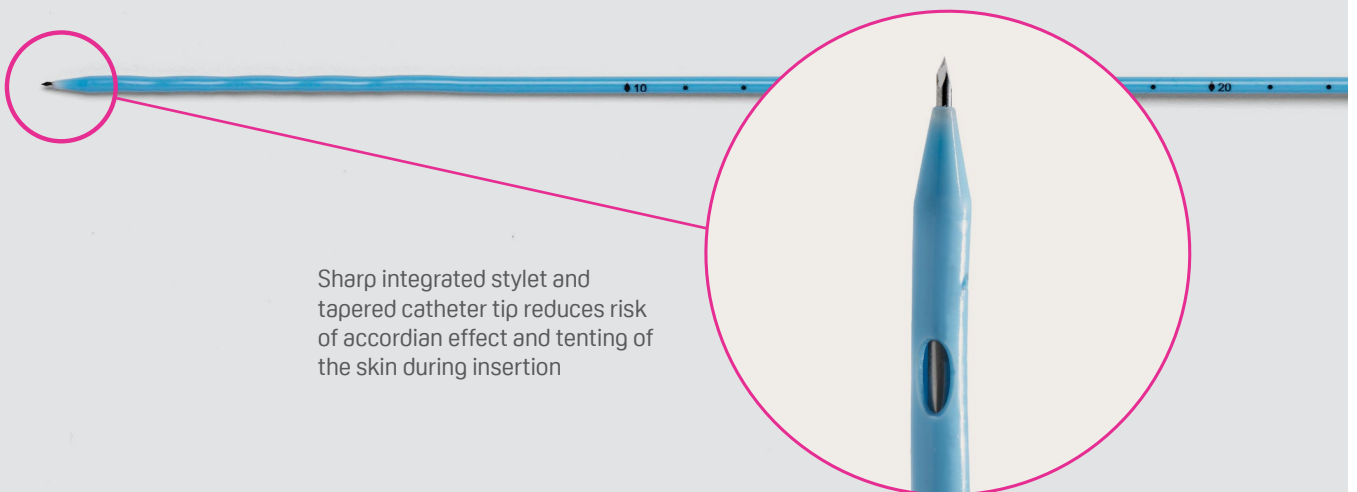 10
20
Sharp integrated stylet and
tapered catheter tip reduces risk
of accordian effect and tenting of
the skin during insertion